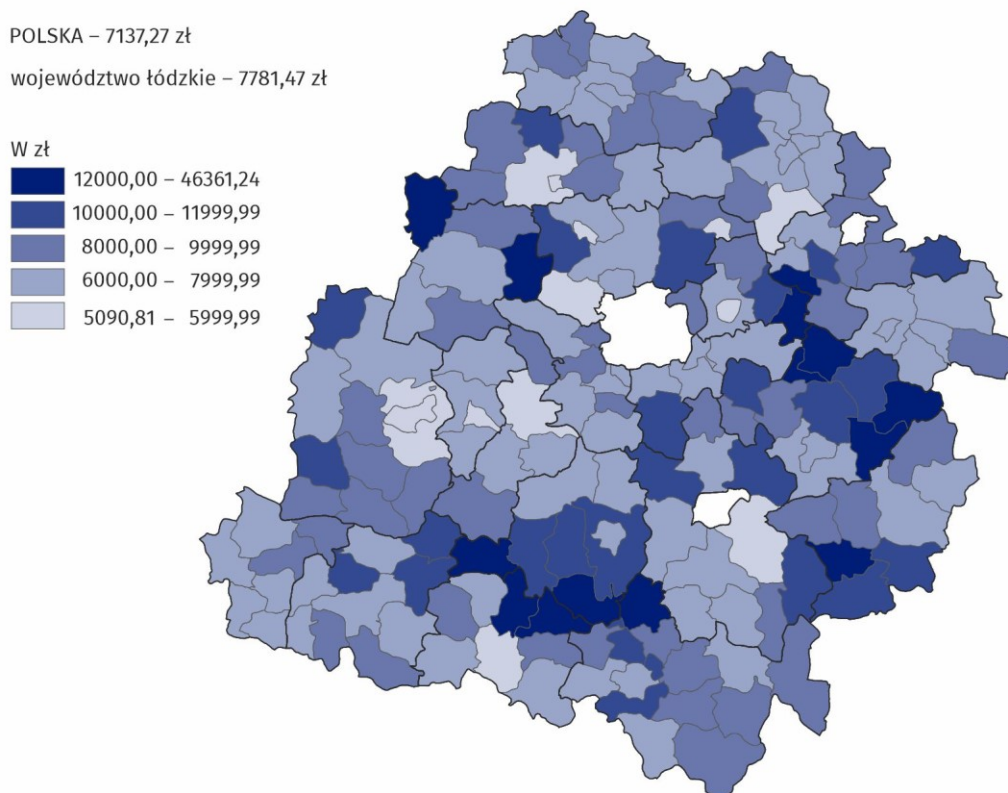 POLSKA – 7137,27 zł
województwo łódzkie – 7781,47 zł
W zł
12000,00 – 46361,24
10000,00 – 11999,99
8000,00 – 9999,99
6000,00 – 7999,99
5090,81 – 5999,99